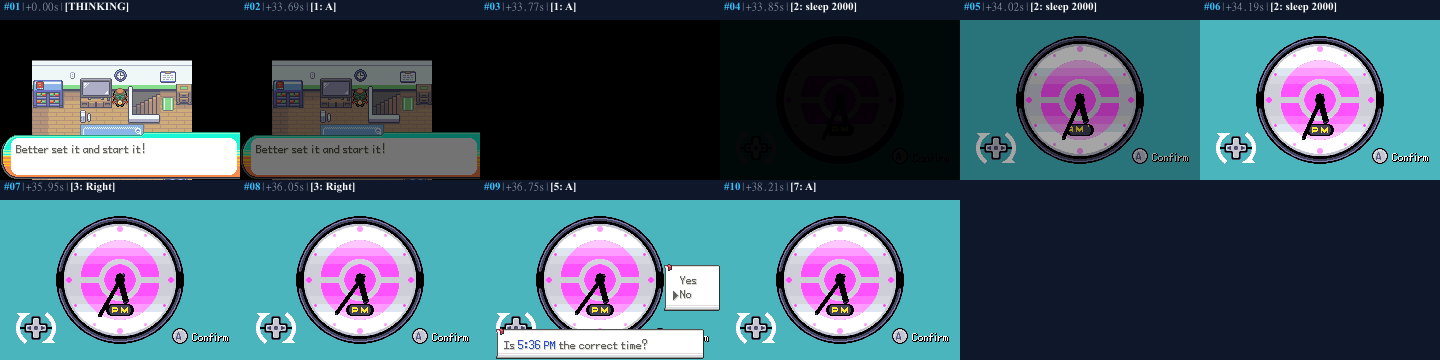 #01 | +0.00s | [THINKING]
#02 | +33.69s | [1: A]
#03 | +33.77s | [1: A]
#04 | +33.85s | [2: sleep 2000]
#05 | +34.02s | [2: sleep 2000]
#06 | +34.19s | [2: sleep 2000]
Better set it and start it!
Better set it and start it!
A Confirm
AM
PM
A Confirm
PM
A Confirm
#07 | +35.95s | [3: Right]
#08 | +36.05s | [3: Right]
#09 | +36.75s | [5: A]
#10 | +38.21s | [7: A]
PM
A Confirm
PM
A Confirm
PM
Yes
▶No
Is 5:36 PM the correct time?
PM
A Confirm